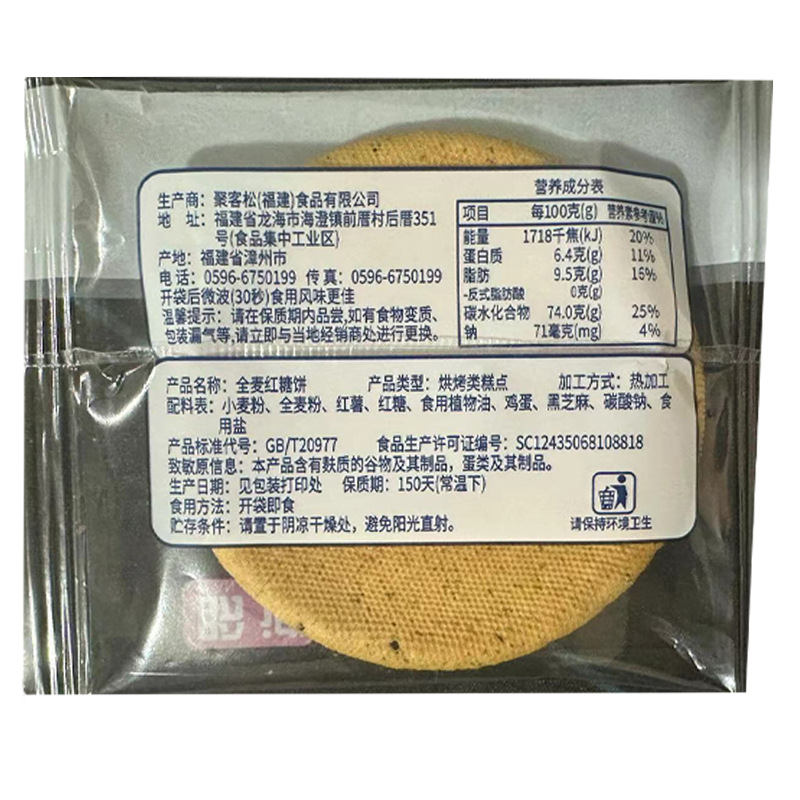 生产商：聚客松(福建)食品有限公司
地 址：福建省龙海市海澄镇前厝村后厝351
号(食品集中工业区)
产地：福建省漳州市
电话：0596-6750199 传真：0596-6750199
开袋后微波(30秒)食用风味更佳
温馨提示：请在保质期内品尝,如有食物变质、
包装漏气等,请立即与当地经销商处进行更换。
营养成分表
项目 每100克(g) 营养素参考值%
能量 1718千焦(kJ) 20%
蛋白质 6.4克(g) 11%
脂肪 9.5克(g) 16%
-反式脂肪酸 0克(g)
碳水化合物 74.0克(g) 25%
钠 71毫克(mg) 4%
产品名称：全麦红糖饼 产品类型：烘烤类糕点 加工方式：热加工
配料表：小麦粉、全麦粉、红薯、红糖、食用植物油、鸡蛋、黑芝麻、碳酸钠、食
用盐
产品标准代号：GB/T20977 食品生产许可证编号：SC12435068108818
致敏原信息：本产品含有麸质的谷物及其制品，蛋类及其制品。
生产日期：见包装打印处 保质期：150天(常温下)
食用方法：开袋即食
贮存条件：请置于阴凉干燥处，避免阳光直射。
请保持环境卫生